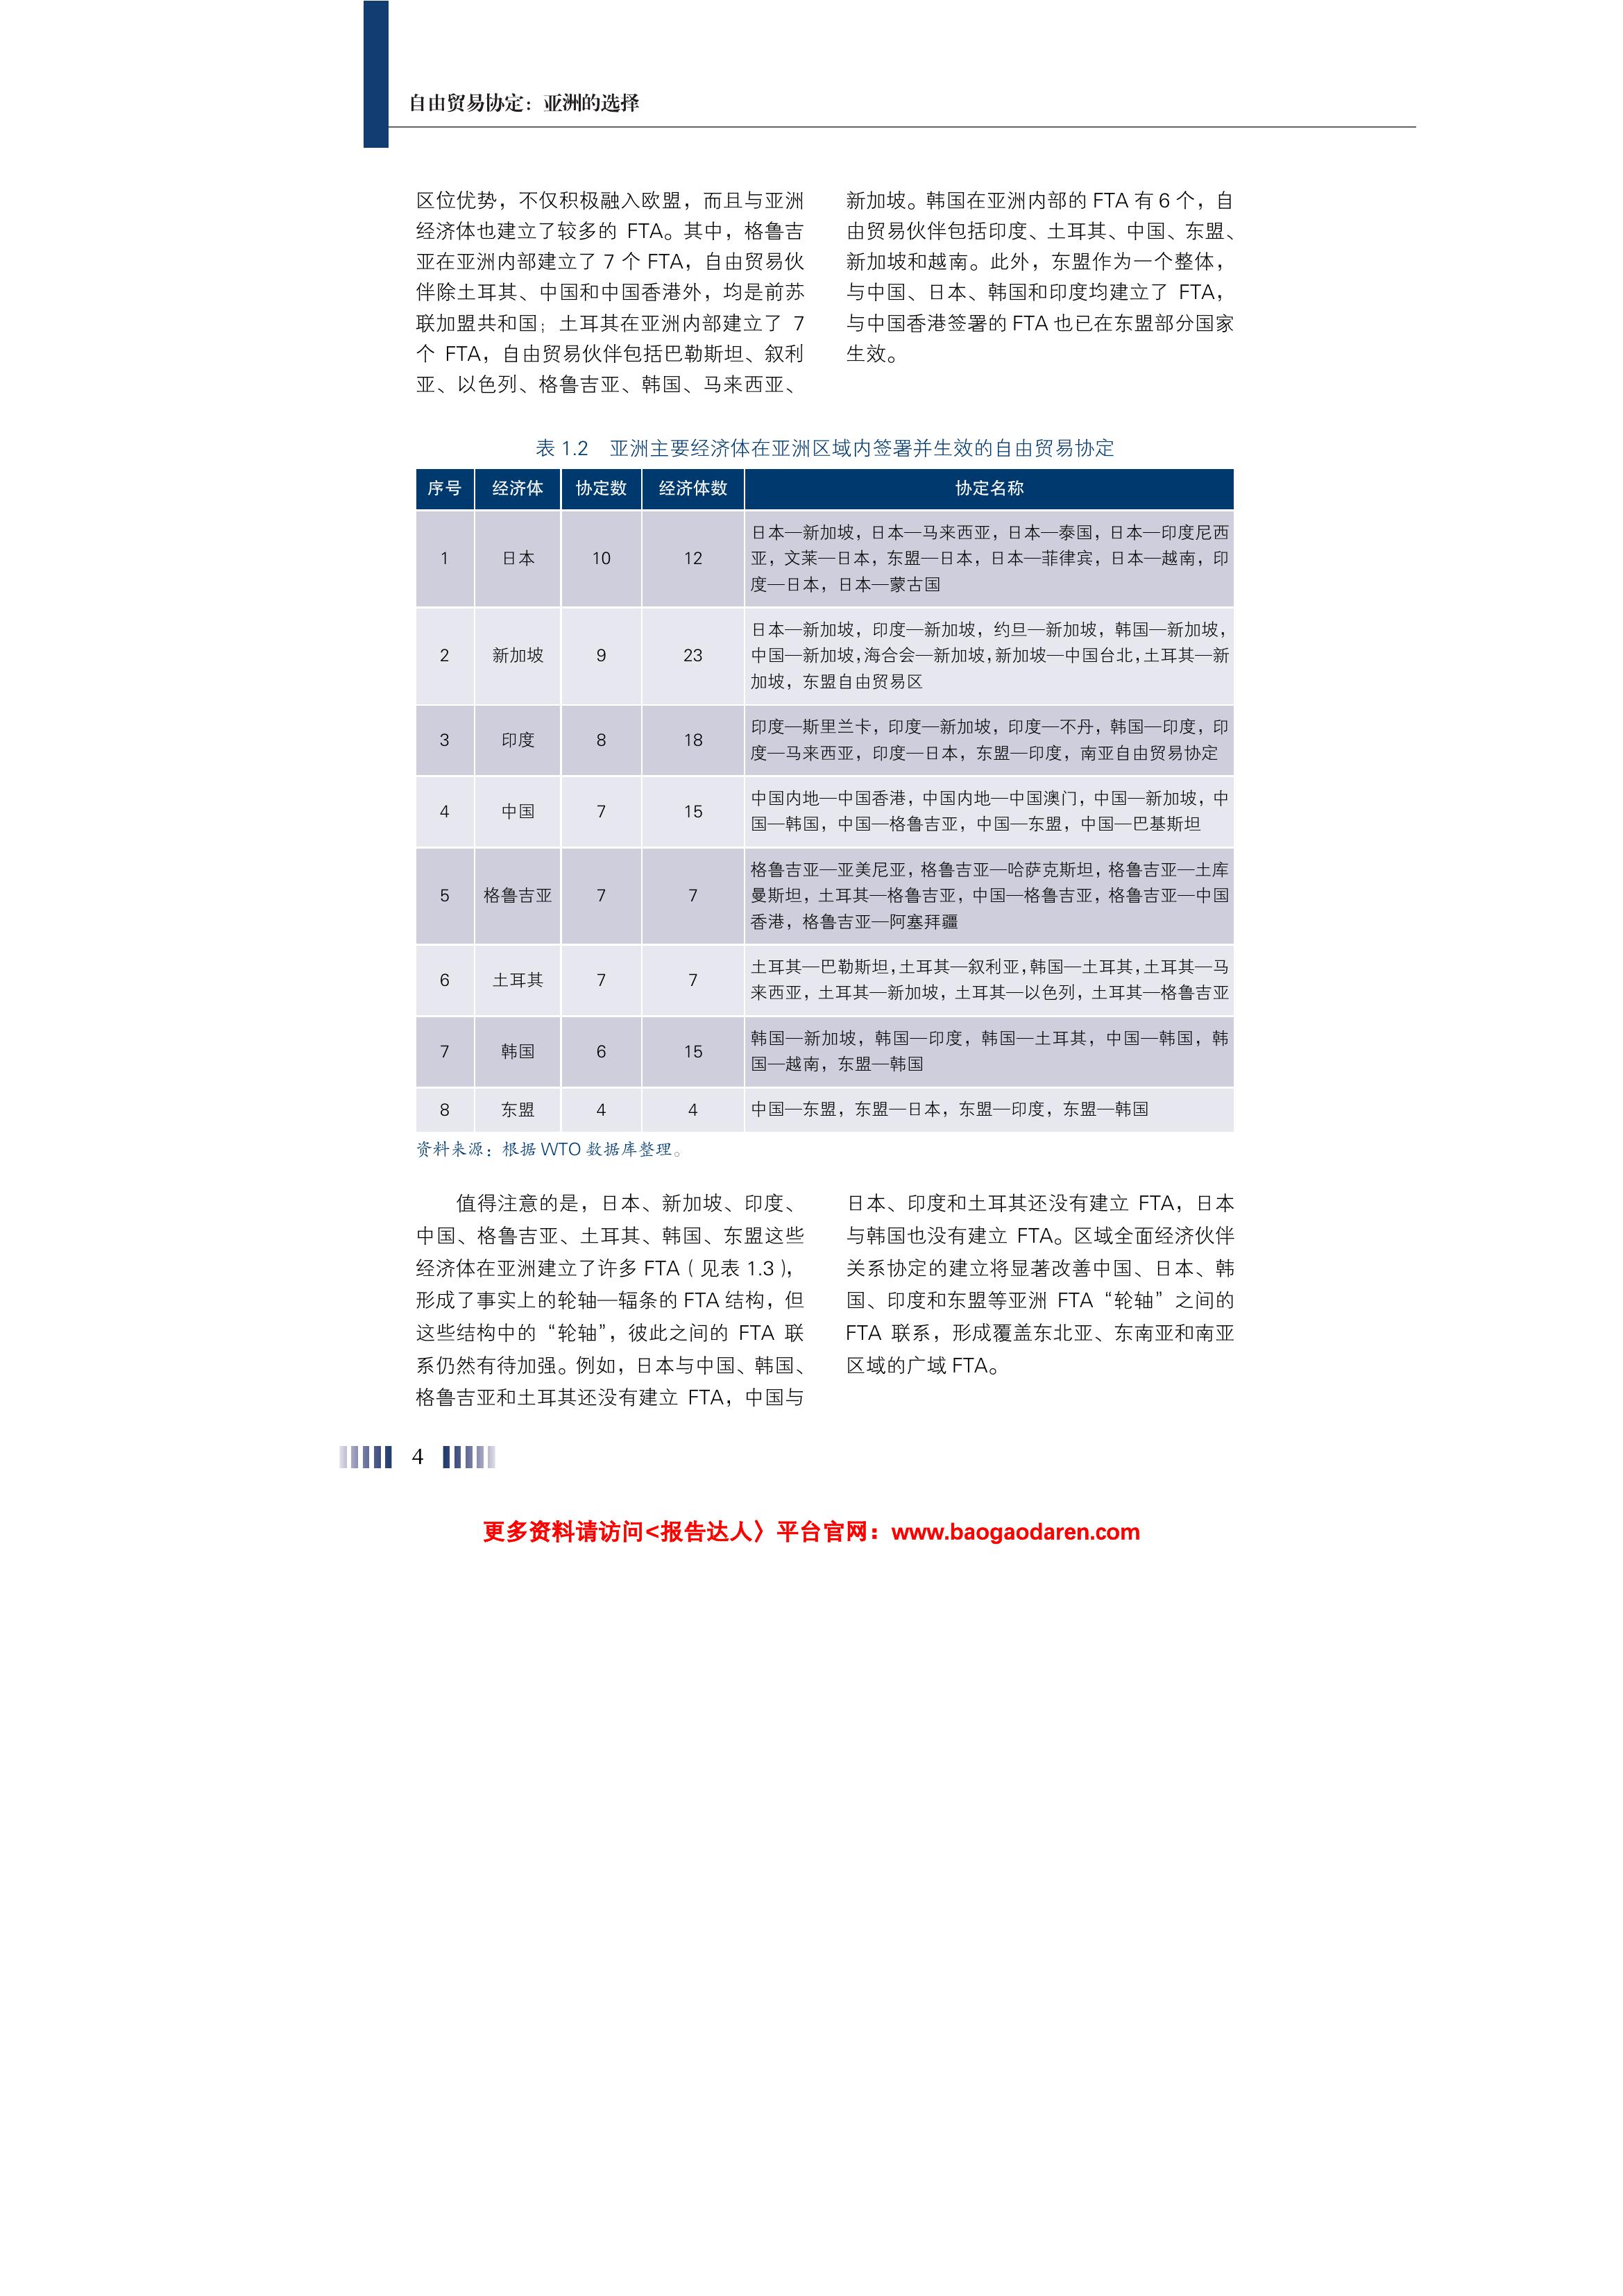 自由贸易协定：亚洲的选择
区位优势，不仅积极融入欧盟，而且与亚洲
经济体也建立了较多的 FTA。其中，格鲁吉
亚在亚洲内部建立了 7 个 FTA，自由贸易伙
伴除土耳其、中国和中国香港外，均是前苏
联加盟共和国；土耳其在亚洲内部建立了 7
个 FTA，自由贸易伙伴包括巴勒斯坦、叙利
亚、以色列、格鲁吉亚、韩国、马来西亚、
新加坡。韩国在亚洲内部的 FTA 有 6 个，自
由贸易伙伴包括印度、土耳其、中国、东盟、
新加坡和越南。此外，东盟作为一个整体，
与中国、日本、韩国和印度均建立了 FTA，
与中国香港签署的 FTA 也已在东盟部分国家
生效。
表 1.2 亚洲主要经济体在亚洲区域内签署并生效的自由贸易协定
序号 经济体 协定数 经济体数 协定名称
1 日本 10 12 日本—新加坡，日本—马来西亚，日本—泰国，日本—印度尼西
亚，文莱—日本，东盟—日本，日本—菲律宾，日本—越南，印
度—日本，日本—蒙古国
2 新加坡 9 23 日本—新加坡，印度—新加坡，约旦—新加坡，韩国—新加坡，
中国—新加坡，海合会—新加坡，新加坡—中国台北，土耳其—新
加坡，东盟自由贸易区
3 印度 8 18 印度—斯里兰卡，印度—新加坡，印度—不丹，韩国—印度，印
度—马来西亚，印度—日本，东盟—印度，南亚自由贸易协定
4 中国 7 15 中国内地—中国香港，中国内地—中国澳门，中国—新加坡，中
国—韩国，中国—格鲁吉亚，中国—东盟，中国—巴基斯坦
5 格鲁吉亚 7 7 格鲁吉亚—亚美尼亚，格鲁吉亚—哈萨克斯坦，格鲁吉亚—土库
曼斯坦，土耳其—格鲁吉亚，中国—格鲁吉亚，格鲁吉亚—中国
香港，格鲁吉亚—阿塞拜疆
6 土耳其 7 7 土耳其—巴勒斯坦，土耳其—叙利亚，韩国—土耳其，土耳其—马
来西亚，土耳其—新加坡，土耳其—以色列，土耳其—格鲁吉亚
7 韩国 6 15 韩国—新加坡，韩国—印度，韩国—土耳其，中国—韩国，韩
国—越南，东盟—韩国
8 东盟 4 4 中国—东盟，东盟—日本，东盟—印度，东盟—韩国
资料来源：根据 WTO 数据库整理。
值得注意的是，日本、新加坡、印度、
中国、格鲁吉亚、土耳其、韩国、东盟这些
经济体在亚洲建立了许多 FTA（见表 1.3），
形成了事实上的轮轴—辐条的 FTA 结构，但
这些结构中的“轮轴”，彼此之间的 FTA 联
系仍然有待加强。例如，日本与中国、韩国、
格鲁吉亚和土耳其还没有建立 FTA，中国与
日本、印度和土耳其还没有建立 FTA，日本
与韩国也没有建立 FTA。区域全面经济伙伴
关系协定的建立将显著改善中国、日本、韩
国、印度和东盟等亚洲 FTA“轮轴”之间的
FTA 联系，形成覆盖东北亚、东南亚和南亚
区域的广域 FTA。
4
更多资料请访问<报告达人〉平台官网：www.baogaodaren.com